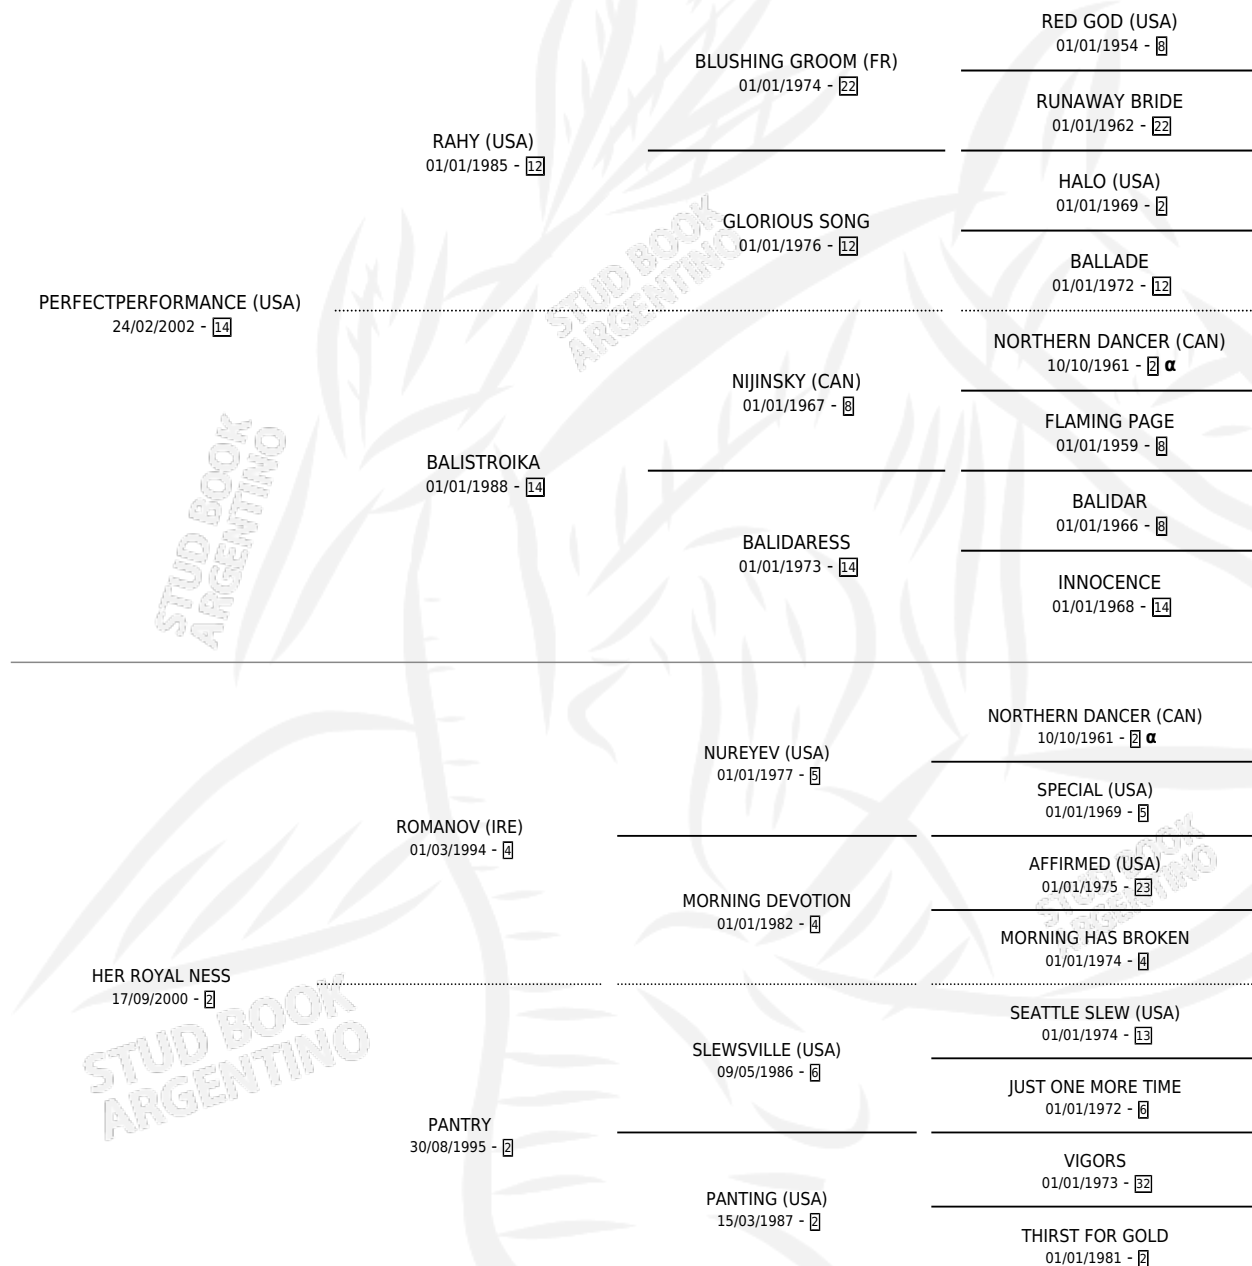 RED GOD (USA)
01/01/1954 - 8
BLUSHING GROOM (FR)
01/01/1974 - 22
RUNAWAY BRIDE
01/01/1962 - 22
RAHY (USA)
01/01/1985 - 12
HALO (USA)
01/01/1969 - 2
GLORIOUS SONG
01/01/1976 - 12
BALLADE
01/01/1972 - 12
PERFECTPERFORMANCE (USA)
24/02/2002 - 14
NORTHERN DANCER (CAN)
10/10/1961 - 2 α
NIJINSKY (CAN)
01/01/1967 - 8
FLAMING PAGE
01/01/1959 - 8
BALISTROIKA
01/01/1988 - 14
BALIDAR
01/01/1966 - 8
BALIDARESS
01/01/1973 - 14
INNOCENCE
01/01/1968 - 14
NORTHERN DANCER (CAN)
10/10/1961 - 2 α
NUREYEV (USA)
01/01/1977 - 5
SPECIAL (USA)
01/01/1969 - 5
ROMANOV (IRE)
01/03/1994 - 4
AFFIRMED (USA)
01/01/1975 - 23
MORNING DEVOTION
01/01/1982 - 4
MORNING HAS BROKEN
01/01/1974 - 4
HER ROYAL NESS
17/09/2000 - 2
SEATTLE SLEW (USA)
01/01/1974 - 13
SLEWSVILLE (USA)
09/05/1986 - 6
JUST ONE MORE TIME
01/01/1972 - 6
PANTRY
30/08/1995 - 2
VIGORS
01/01/1973 - 32
PANTING (USA)
15/03/1987 - 2
THIRST FOR GOLD
01/01/1981 - 2
STUD BOOK
ARGENTINO
STUD BOOK
ARGENTINO
STUD BOOK
ARGENTINO
STUD BOOK
ARGENTINO